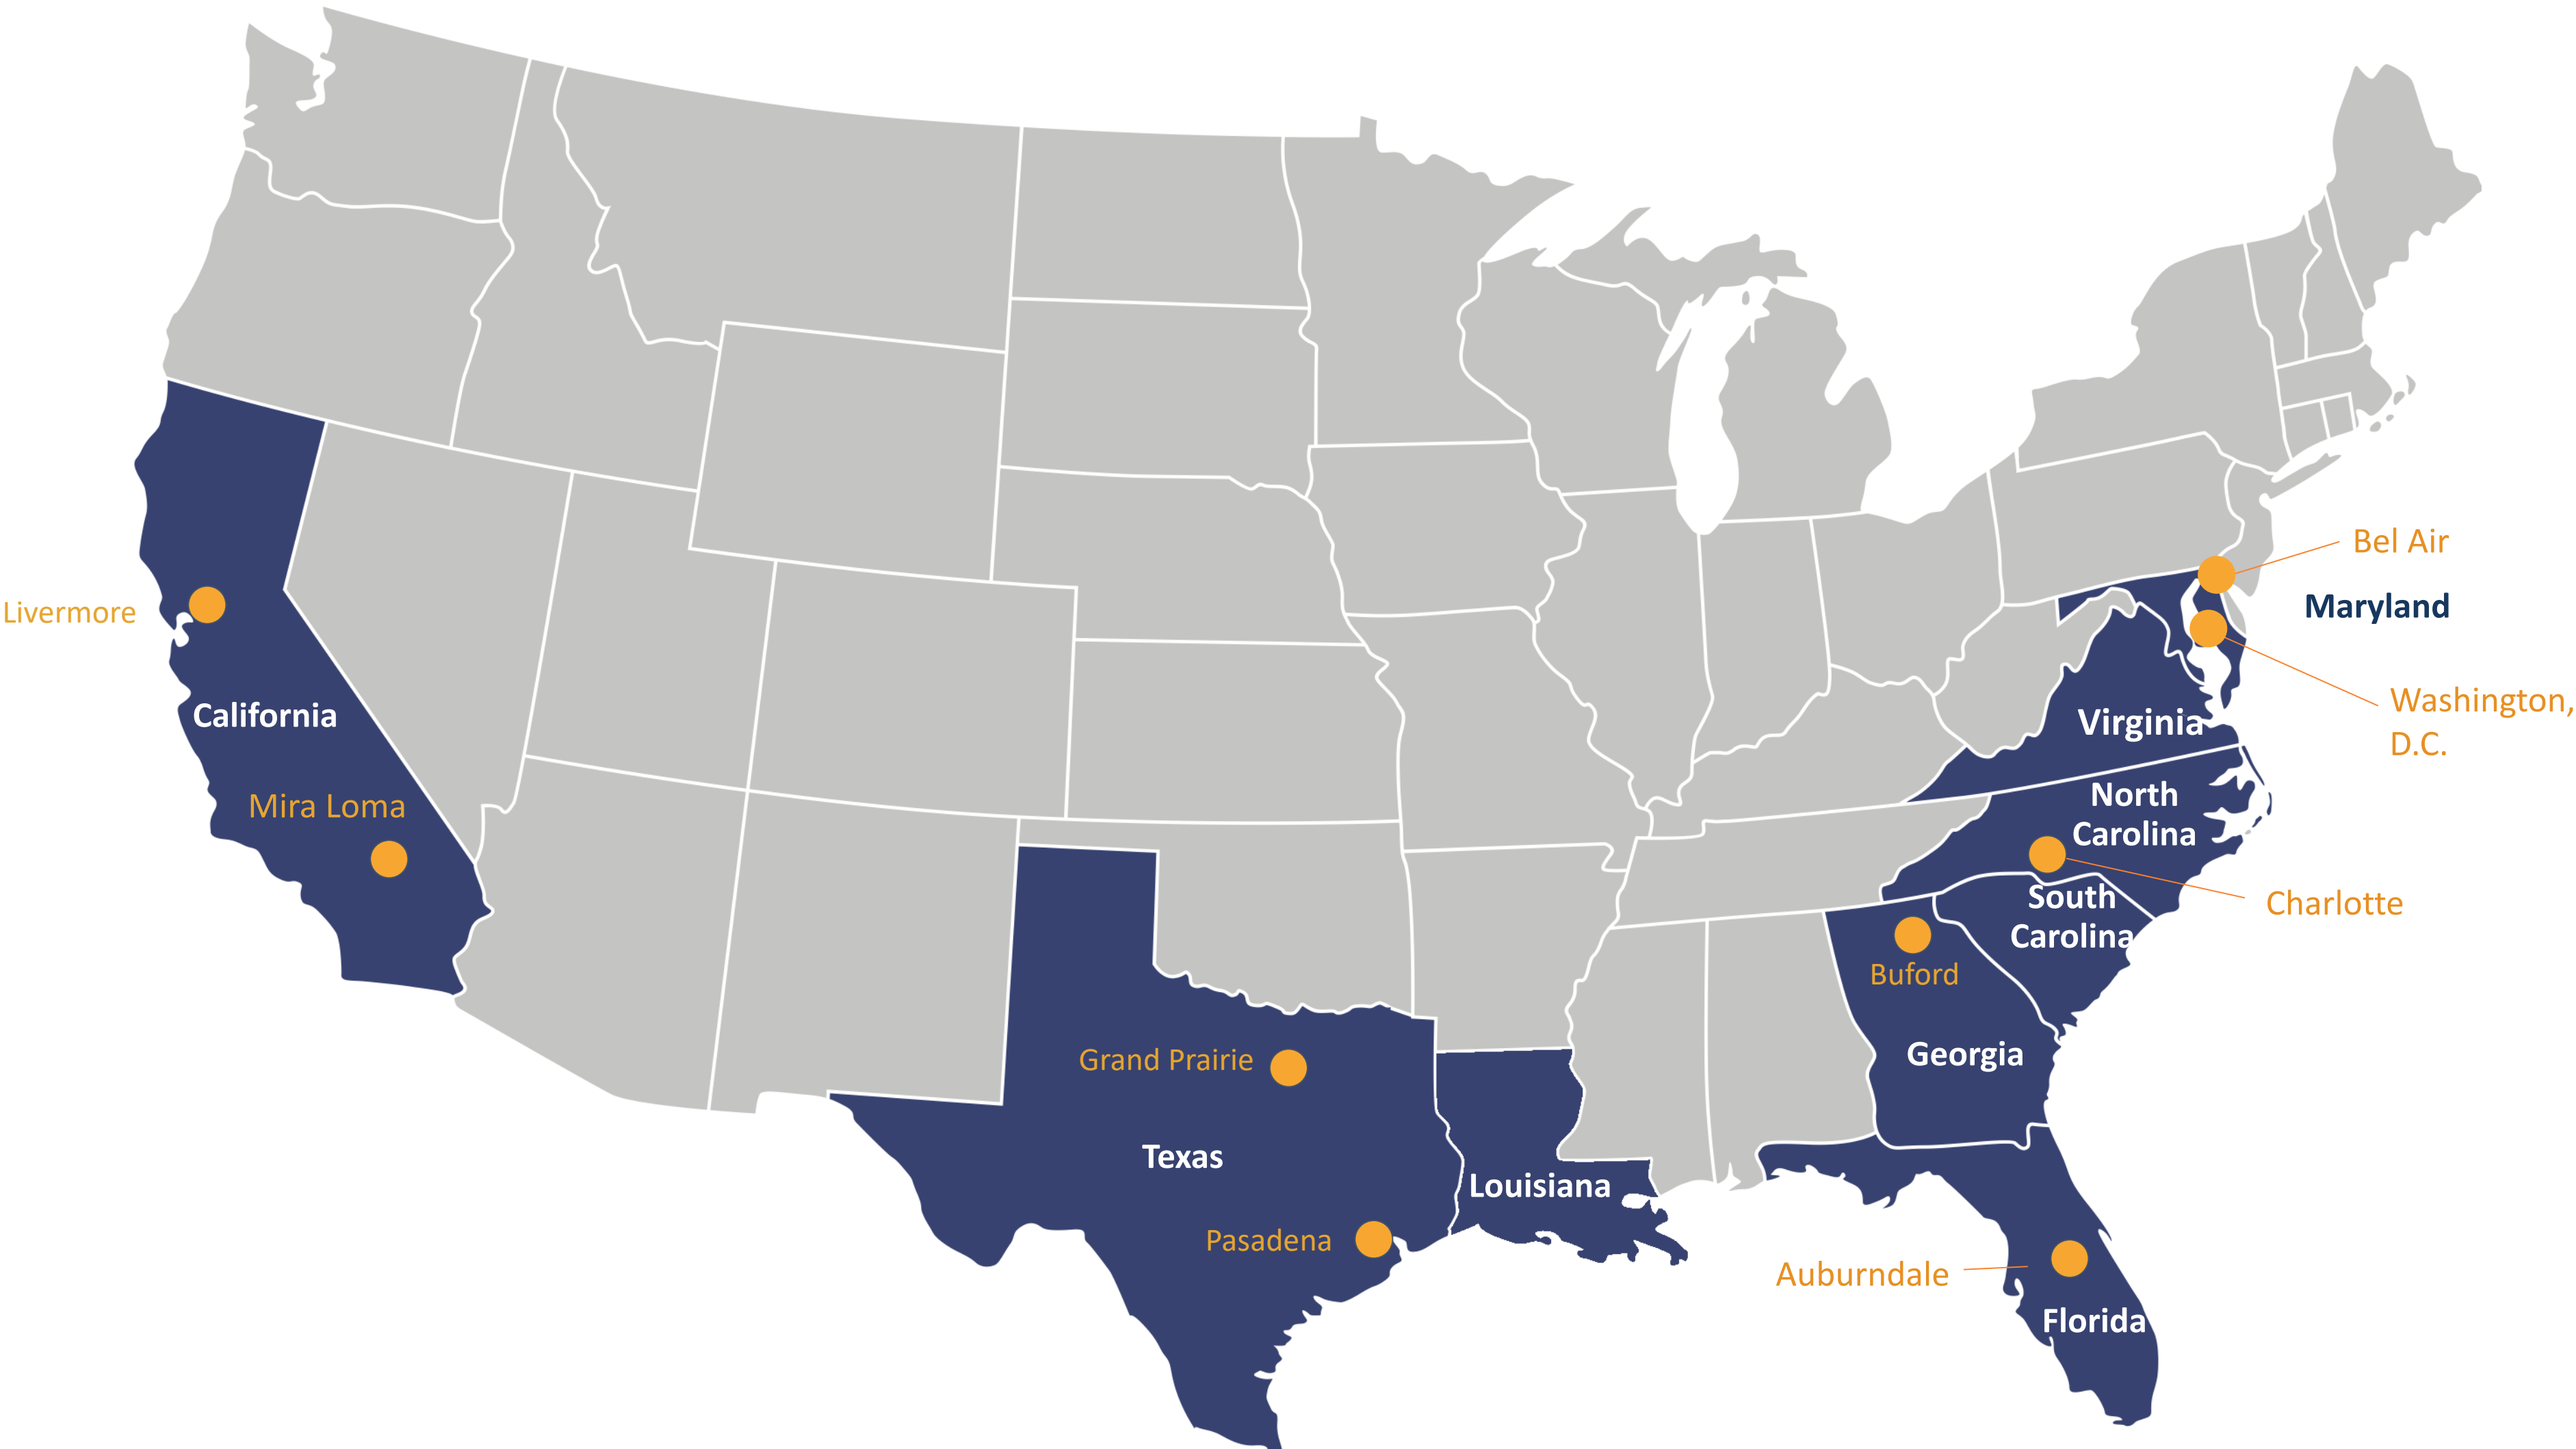 Bel Air
Maryland
Livermore
Washington,
D.C.
California
Virginia
Mira Loma
North
Carolina
South
Carolina
Charlotte
Buford
Georgia
Grand Prairie
Texas
Louisiana
Pasadena
Auburndale
Florida